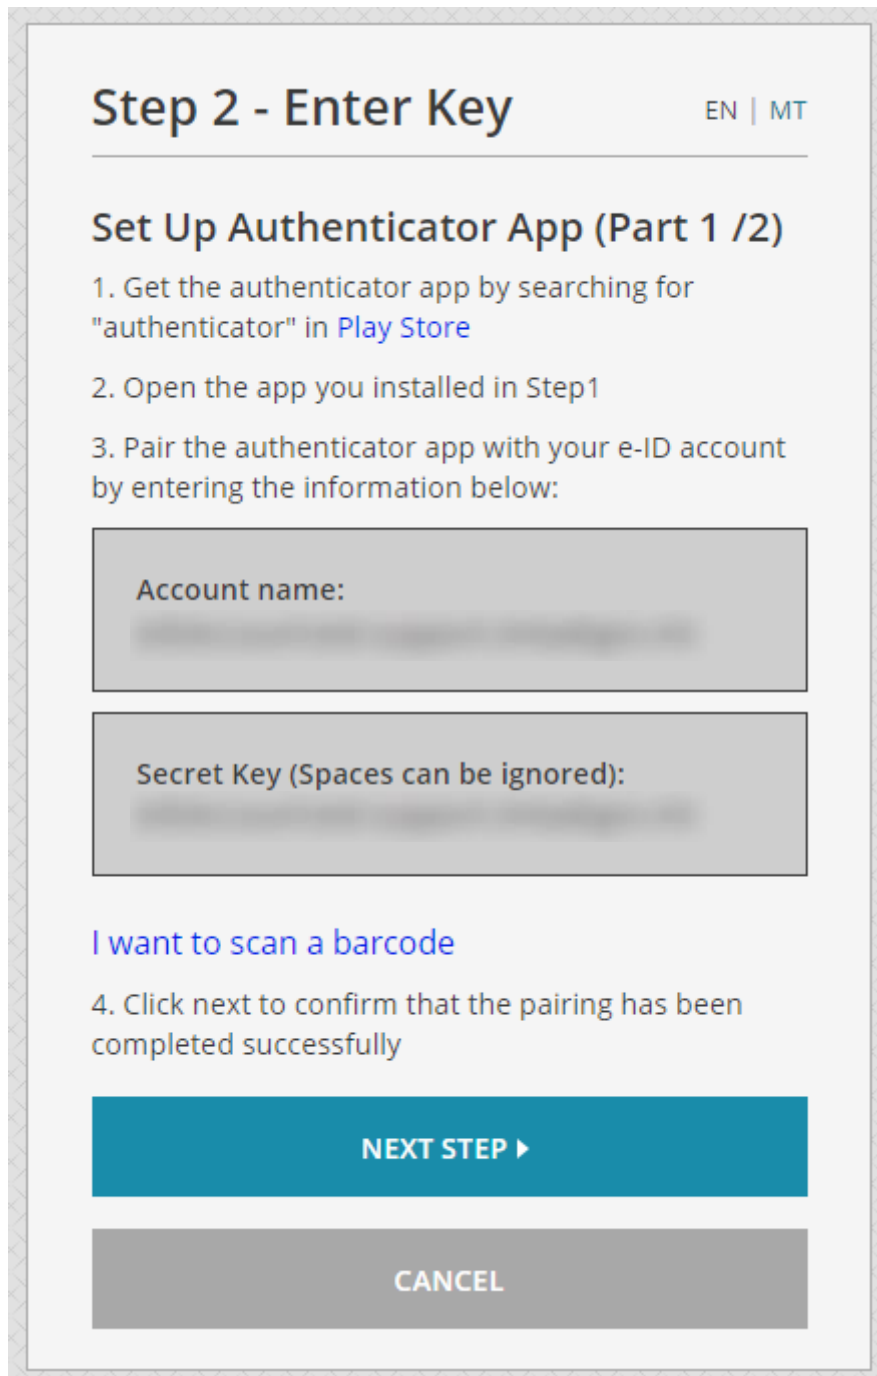 Step 2 - Enter Key
EN | MT
Set Up Authenticator App (Part 1 /2)
1. Get the authenticator app by searching for
"authenticator" in Play Store
2. Open the app you installed in Step1
3. Pair the authenticator app with your e-ID account
by entering the information below:
Account name:
Secret Key (Spaces can be ignored):
I want to scan a barcode
4. Click next to confirm that the pairing has been
completed successfully
NEXT STEP
CANCEL